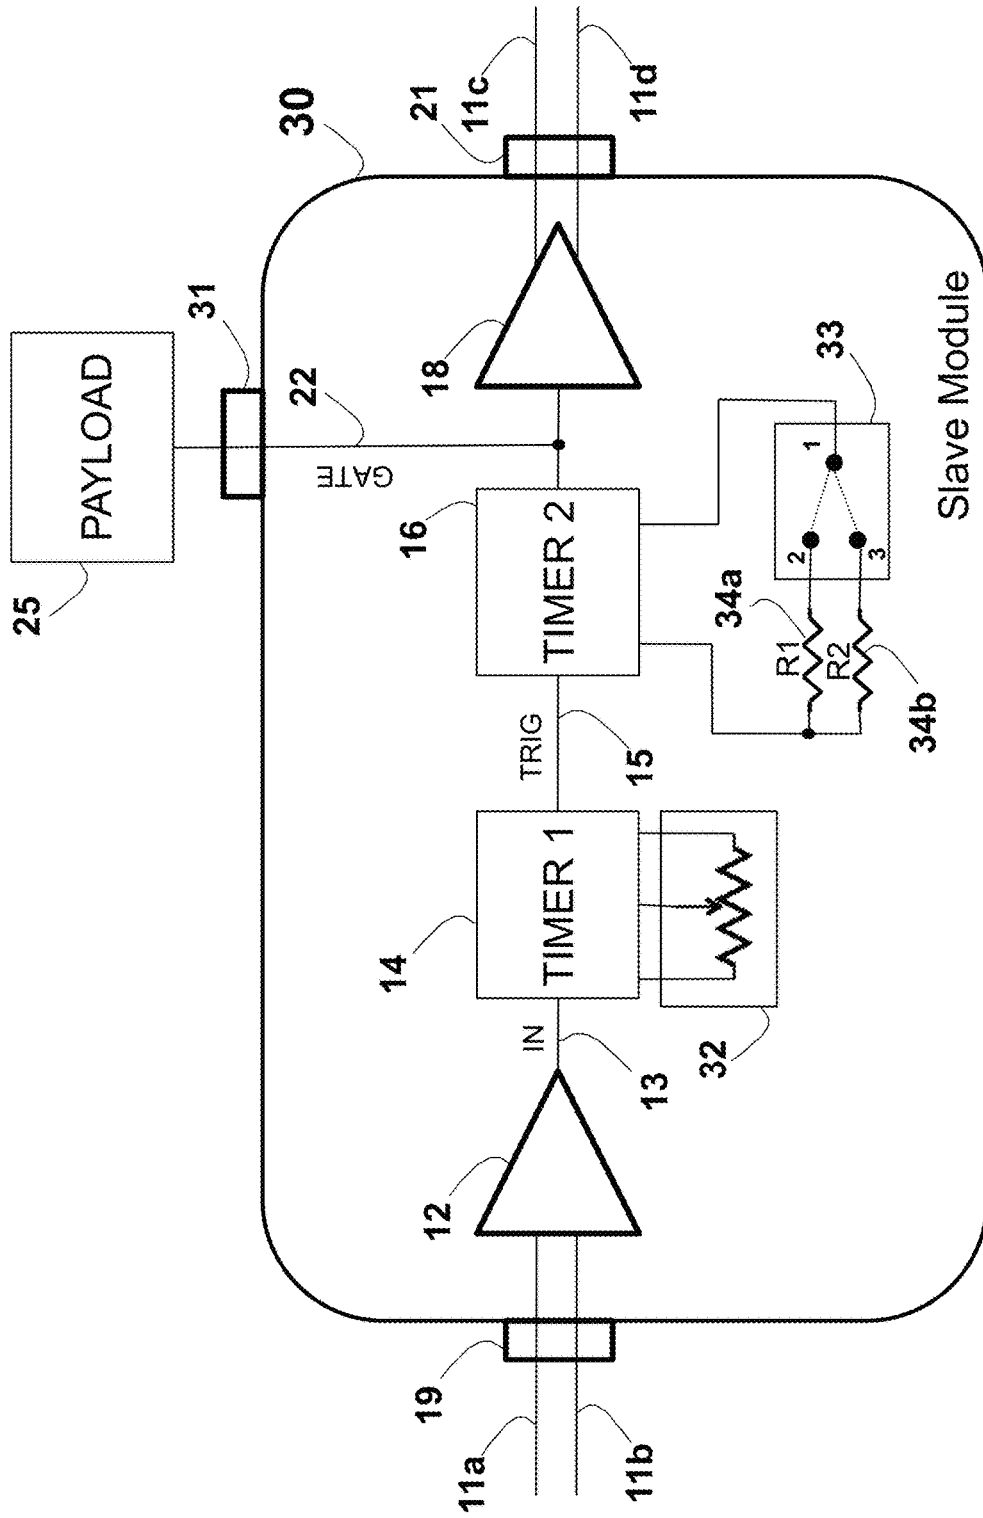 25
PAYLOAD
31
22
GATE
30
11a
11b
19
12
IN
13
14
TIMER 1
32
TRIG
15
16
TIMER 2
18
21
11c
11d
34a
R1
R2
34b
2
3
1
33
Slave Module